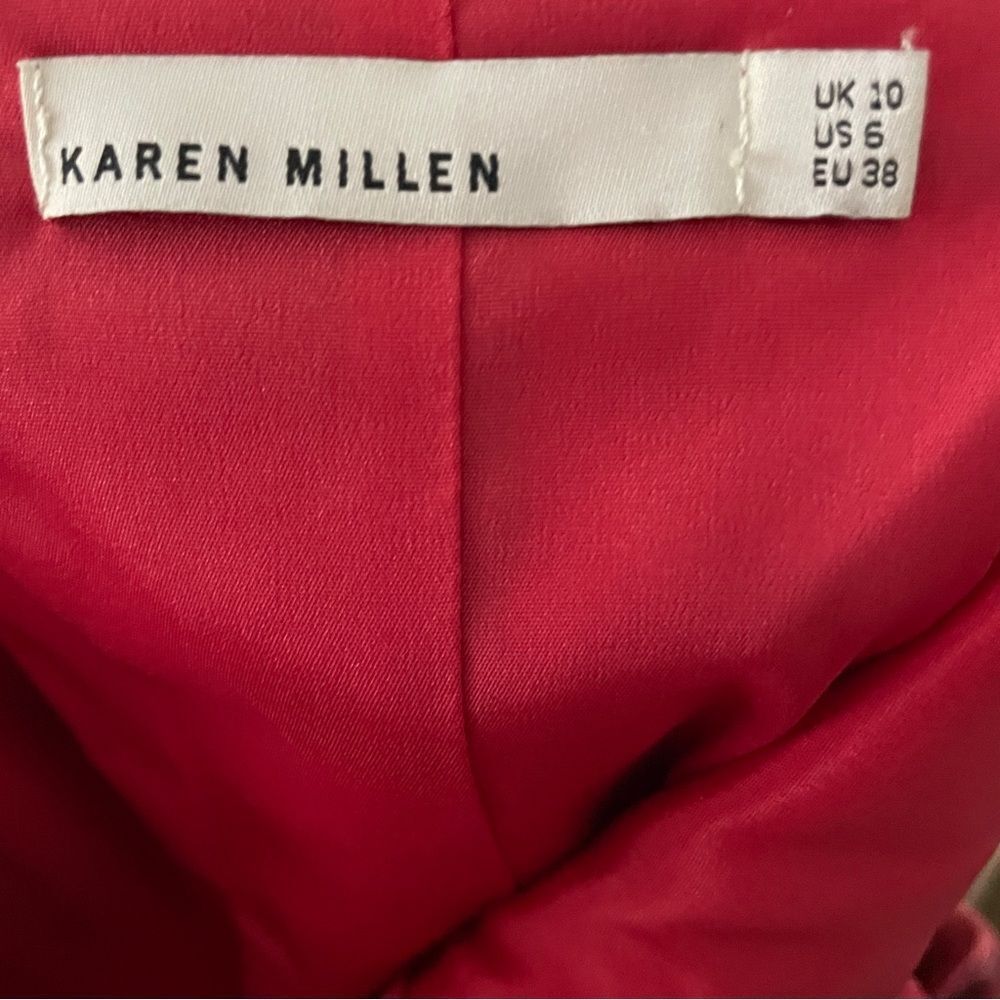 KAREN MILLEN
UK 10
US 6
EU 38